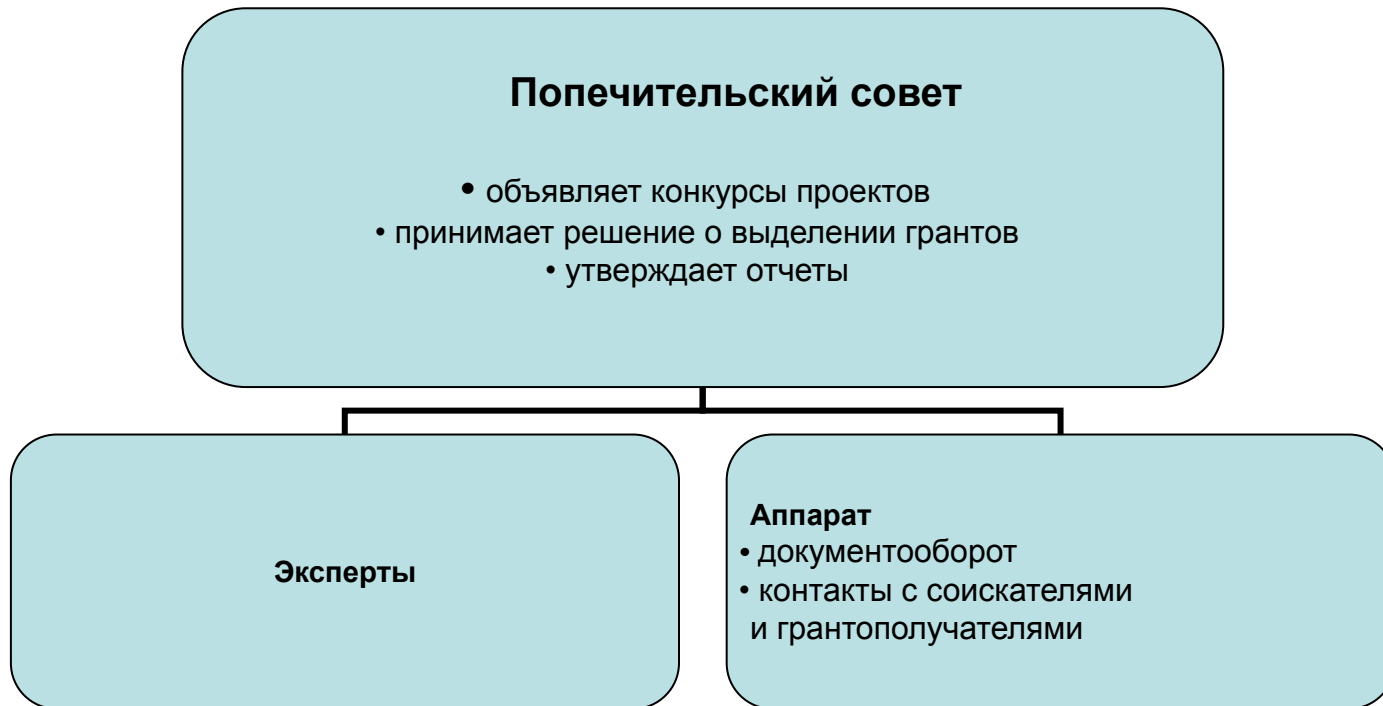 Попечительский совет
• объявляет конкурсы проектов
• принимает решение о выделении грантов
• утверждает отчеты
Эксперты
Аппарат
• документооборот
• контакты с соискателями
и грантополучателями